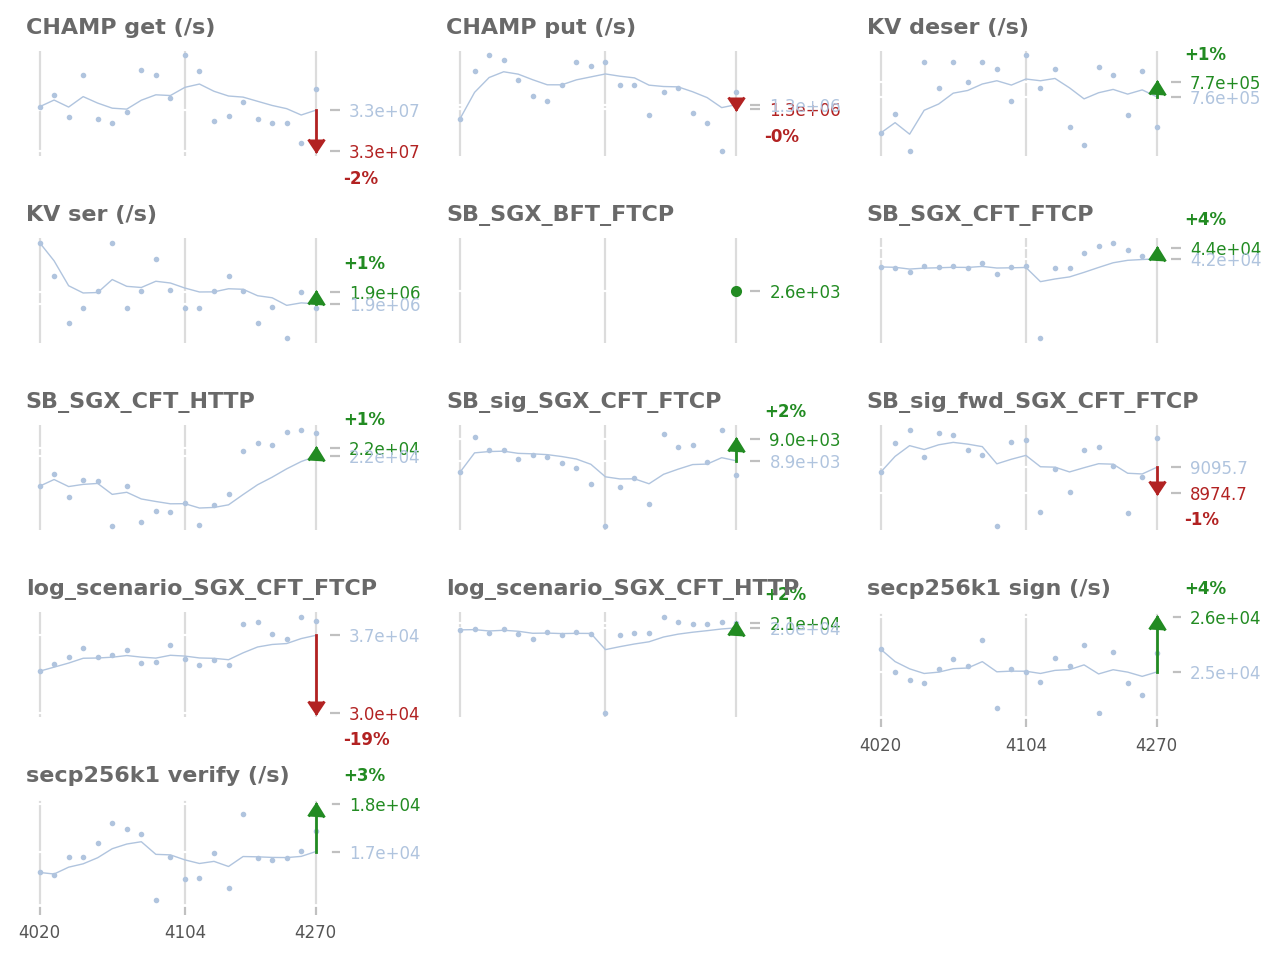 CHAMP get (/s)
3.3e+07
3.3e+07
-2%
CHAMP put (/s)
1.3e+06
1.3e+06
-0%
KV deser (/s)
+1%
7.7e+05
7.6e+05
KV ser (/s)
+1%
1.9e+06
1.9e+06
SB_SGX_BFT_FTCP
2.6e+03
SB_SGX_CFT_FTCP
+4%
4.4e+04
4.2e+04
SB_SGX_CFT_HTTP
+1%
2.2e+04
2.2e+04
SB_sig_SGX_CFT_FTCP
+2%
9.0e+03
8.9e+03
SB_sig_fwd_SGX_CFT_FTCP
9095.7
8974.7
-1%
log_scenario_SGX_CFT_FTCP
3.7e+04
3.0e+04
-19%
log_scenario_SGX_CFT_HTTP
+2%
2.1e+04
2.0e+04
secp256k1 sign (/s)
+4%
2.6e+04
2.5e+04
4020
4104
4270
secp256k1 verify (/s)
+3%
1.8e+04
1.7e+04
4020
4104
4270